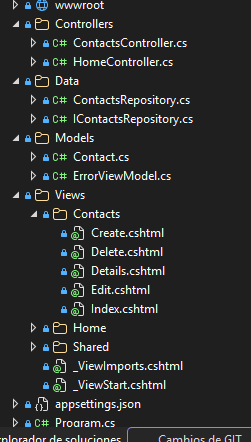 wwwroot
Controllers
C# ContactsController.cs
C# HomeController.cs
Data
C# ContactsRepository.cs
C# IContactsRepository.cs
Models
C# Contact.cs
C# ErrorViewModel.cs
Views
Contacts
Create.cshtml
Delete.cshtml
Details.cshtml
Edit.cshtml
Index.cshtml
Home
Shared
_ViewImports.cshtml
_ViewStart.cshtml
appsettings.json
C# Program.cs
plorador de soluciones Cambios de GIT